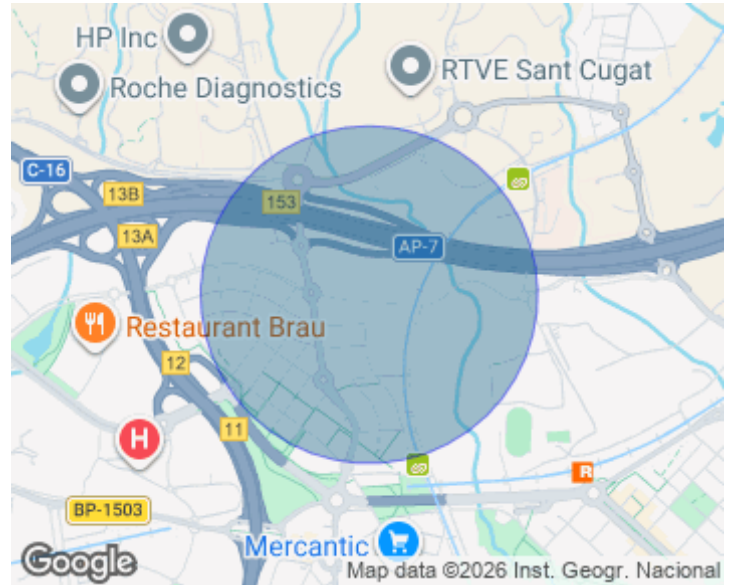 HP Inc
Roche Diagnostics
RTVE Sant Cugat
C-16
13B
153
13A
AP-7
Restaurant Brau
12
H
11
R
BP-1503
Mercantic
Google
Map data ©2026 Inst. Geogr. Nacional